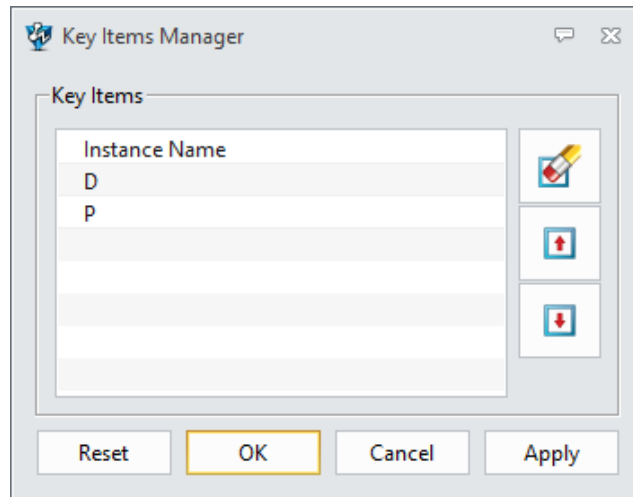 Key Items Manager
Key Items
Instance Name
D
P
Reset OK Cancel Apply